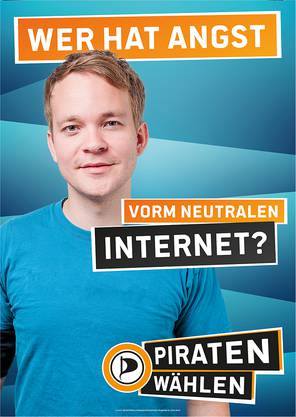 WER HAT ANGST
VORM NEUTRALEN
INTERNET?
PIRATEN
WÄHLEN